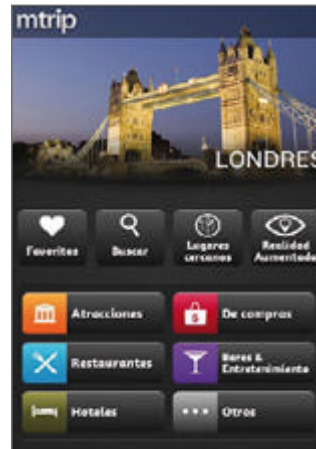 mtrip
LONDRES
Favoritos
Buscar
Lugares cercanos
Realidad Aumentada
Atracciones
De compras
Restaurantes
Bares & Entretenimiento
Hoteles
Otros